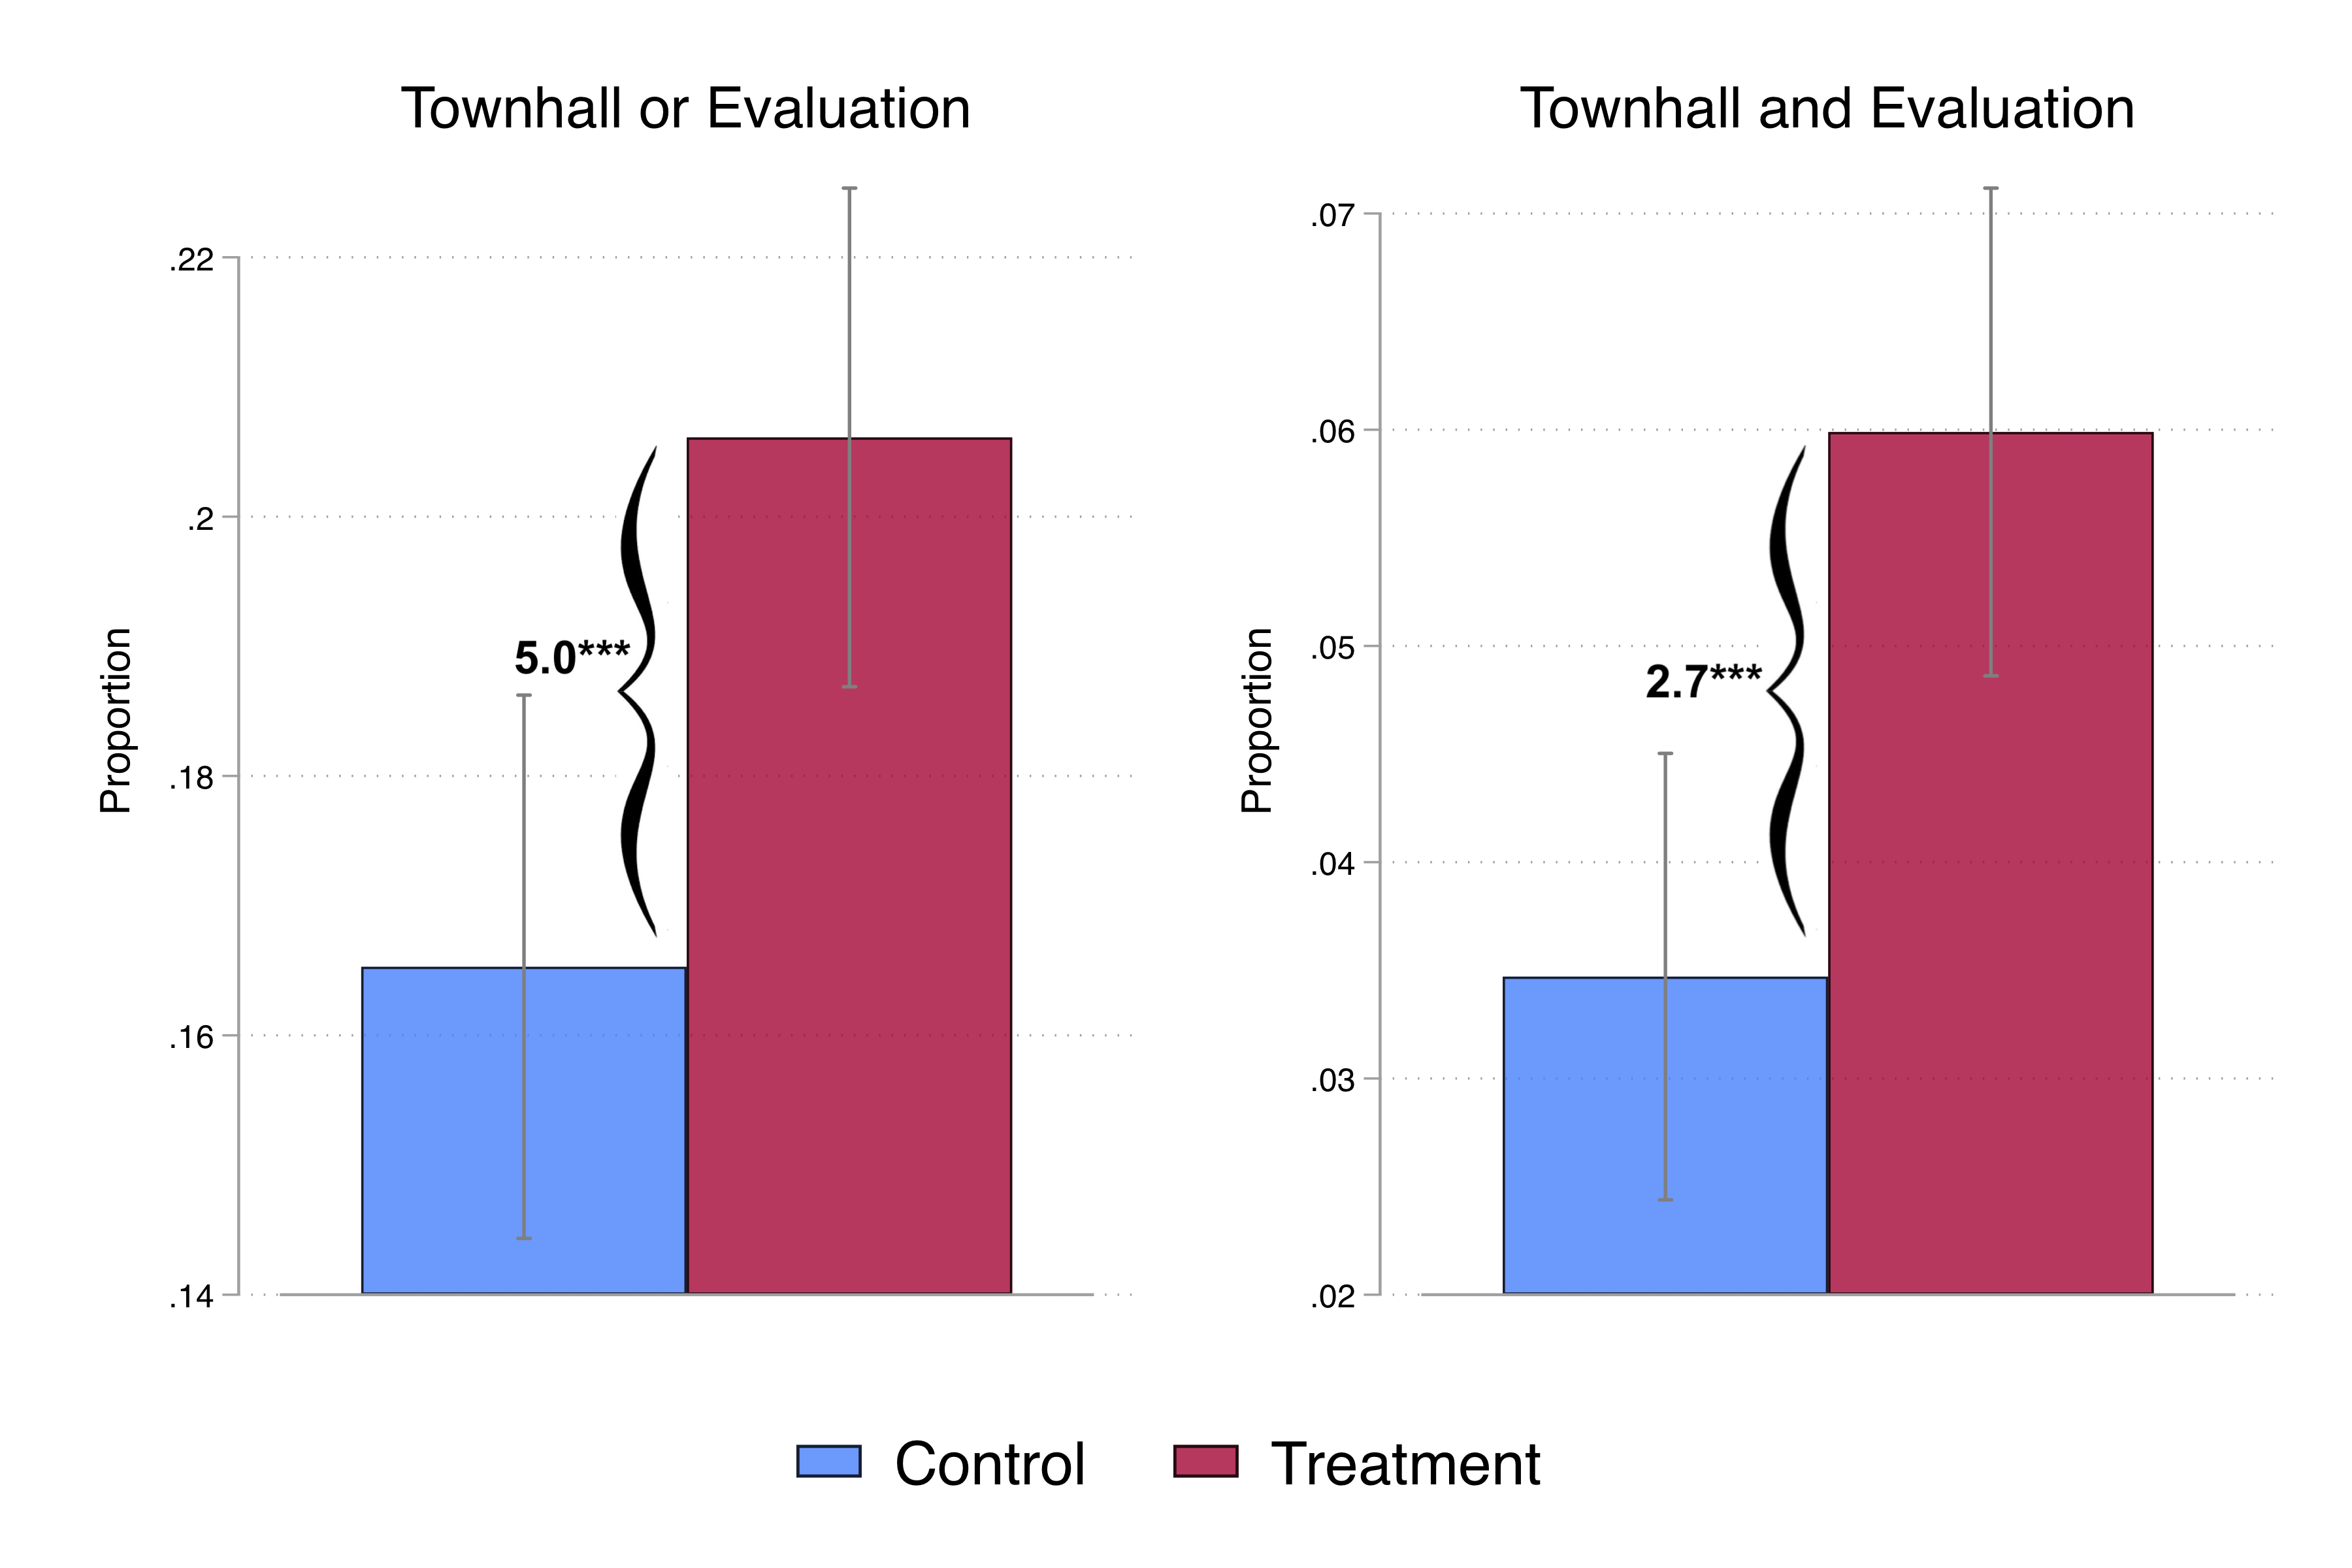 Townhall or Evaluation
Proportion
.22
.2
.18
.16
.14
5.0***
Townhall and Evaluation
Proportion
.07
.06
.05
.04
.03
.02
2.7***
Control
Treatment